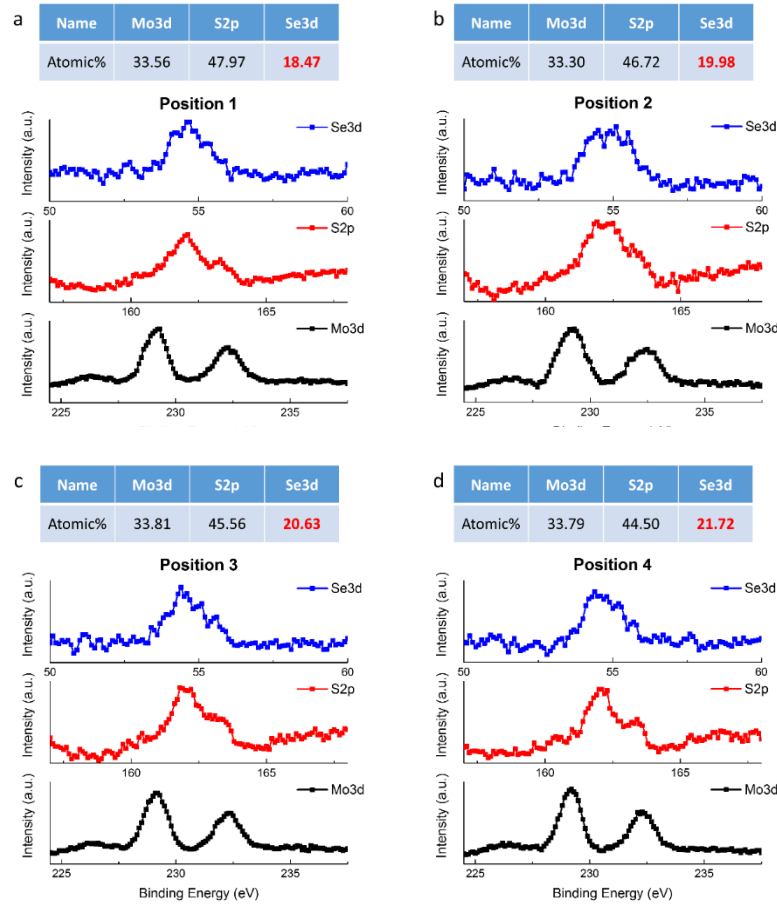 a
Name Mo3d S2p Se3d
Atomic% 33.56 47.97 18.47
Position 1
Intensity (a.u.)
Se3d
50 55 60
Intensity (a.u.)
S2p
160 165
Intensity (a.u.)
Mo3d
225 230 235
b
Name Mo3d S2p Se3d
Atomic% 33.30 46.72 19.98
Position 2
Intensity (a.u.)
Se3d
50 55 60
Intensity (a.u.)
S2p
160 165
Intensity (a.u.)
Mo3d
225 230 235
c
Name Mo3d S2p Se3d
Atomic% 33.81 45.56 20.63
Position 3
Intensity (a.u.)
Se3d
50 55 60
Intensity (a.u.)
S2p
160 165
Intensity (a.u.)
Mo3d
225 230 235
Binding Energy (eV)
d
Name Mo3d S2p Se3d
Atomic% 33.79 44.50 21.72
Position 4
Intensity (a.u.)
Se3d
50 55 60
Intensity (a.u.)
S2p
160 165
Intensity (a.u.)
Mo3d
225 230 235
Binding Energy (eV)